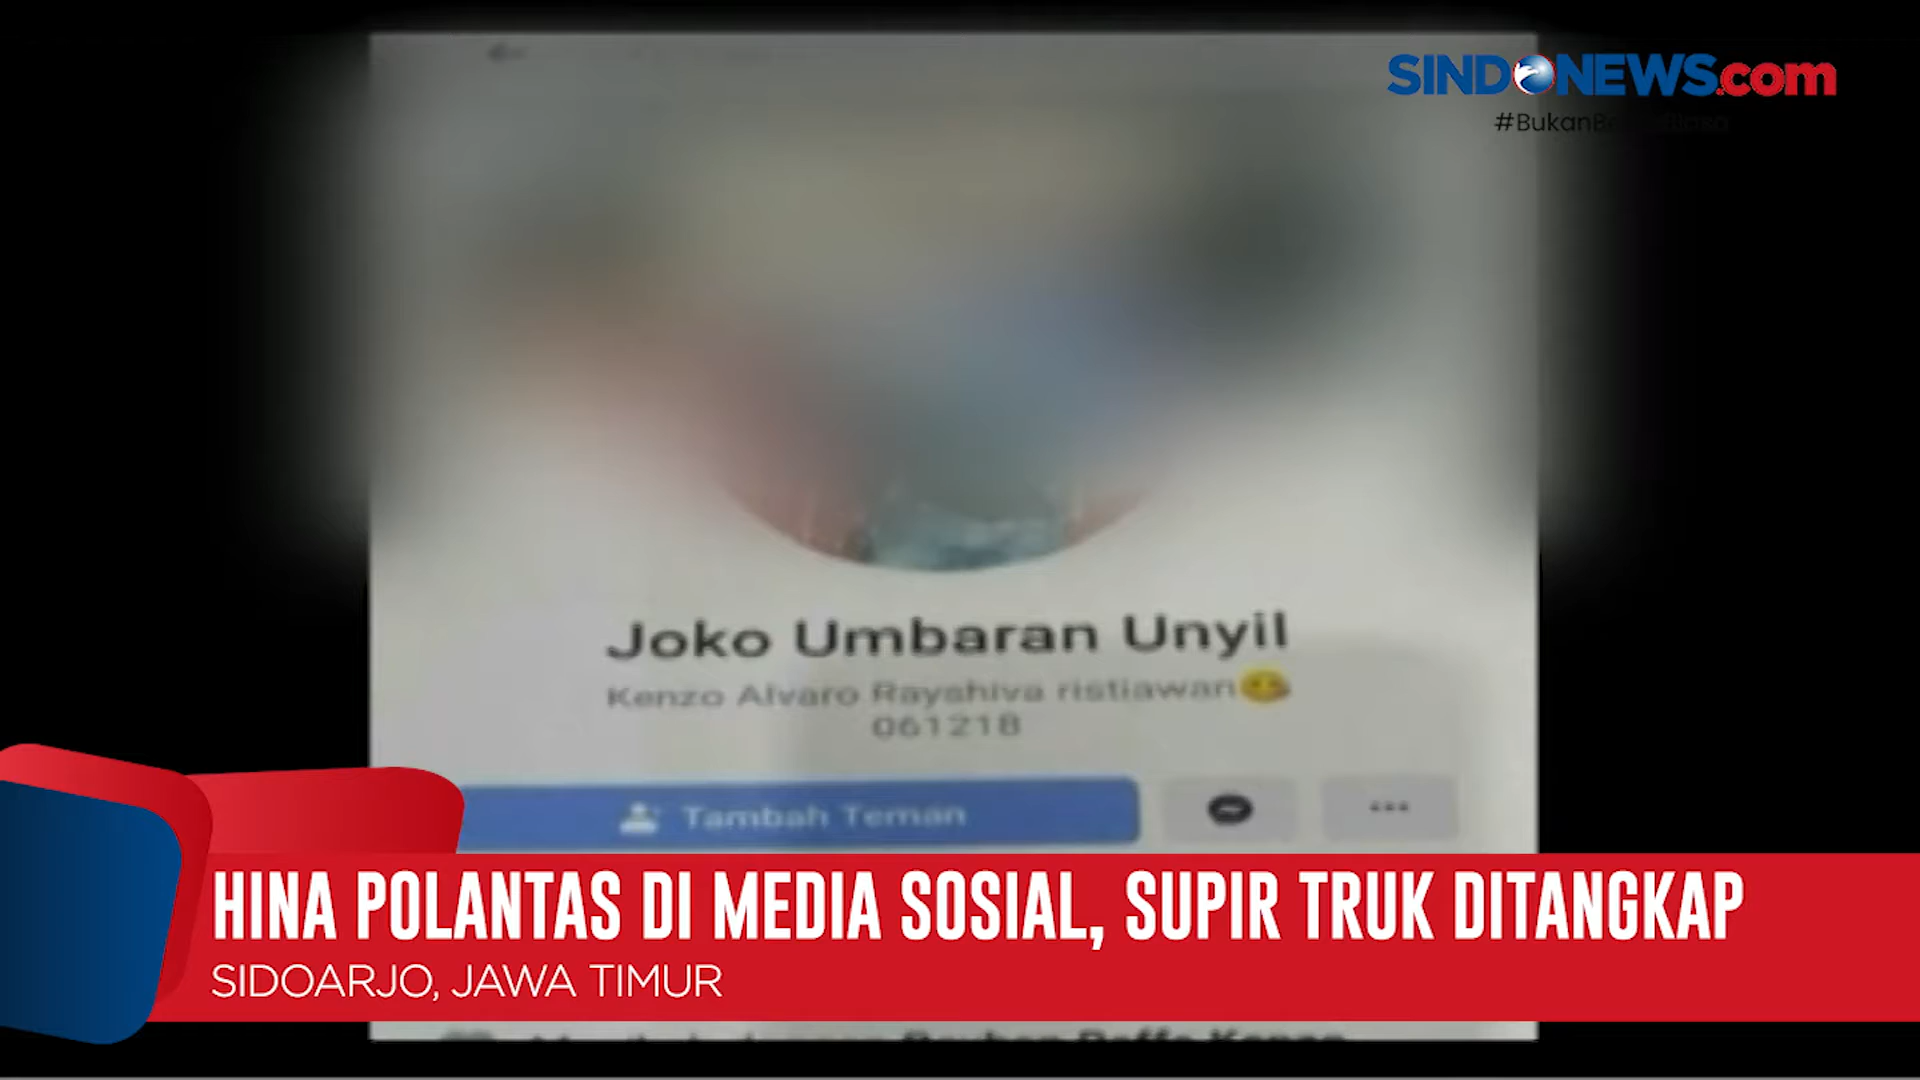 SINDONEWS.com
Joko Umbaran Unyil
Kenzo Alvaro Rayshiva ristiawan😋
061218
Tambah Teman
HINA POLANTAS DI MEDIA SOSIAL, SUPIR TRUK DITANGKAP
SIDOARJO, JAWA TIMUR